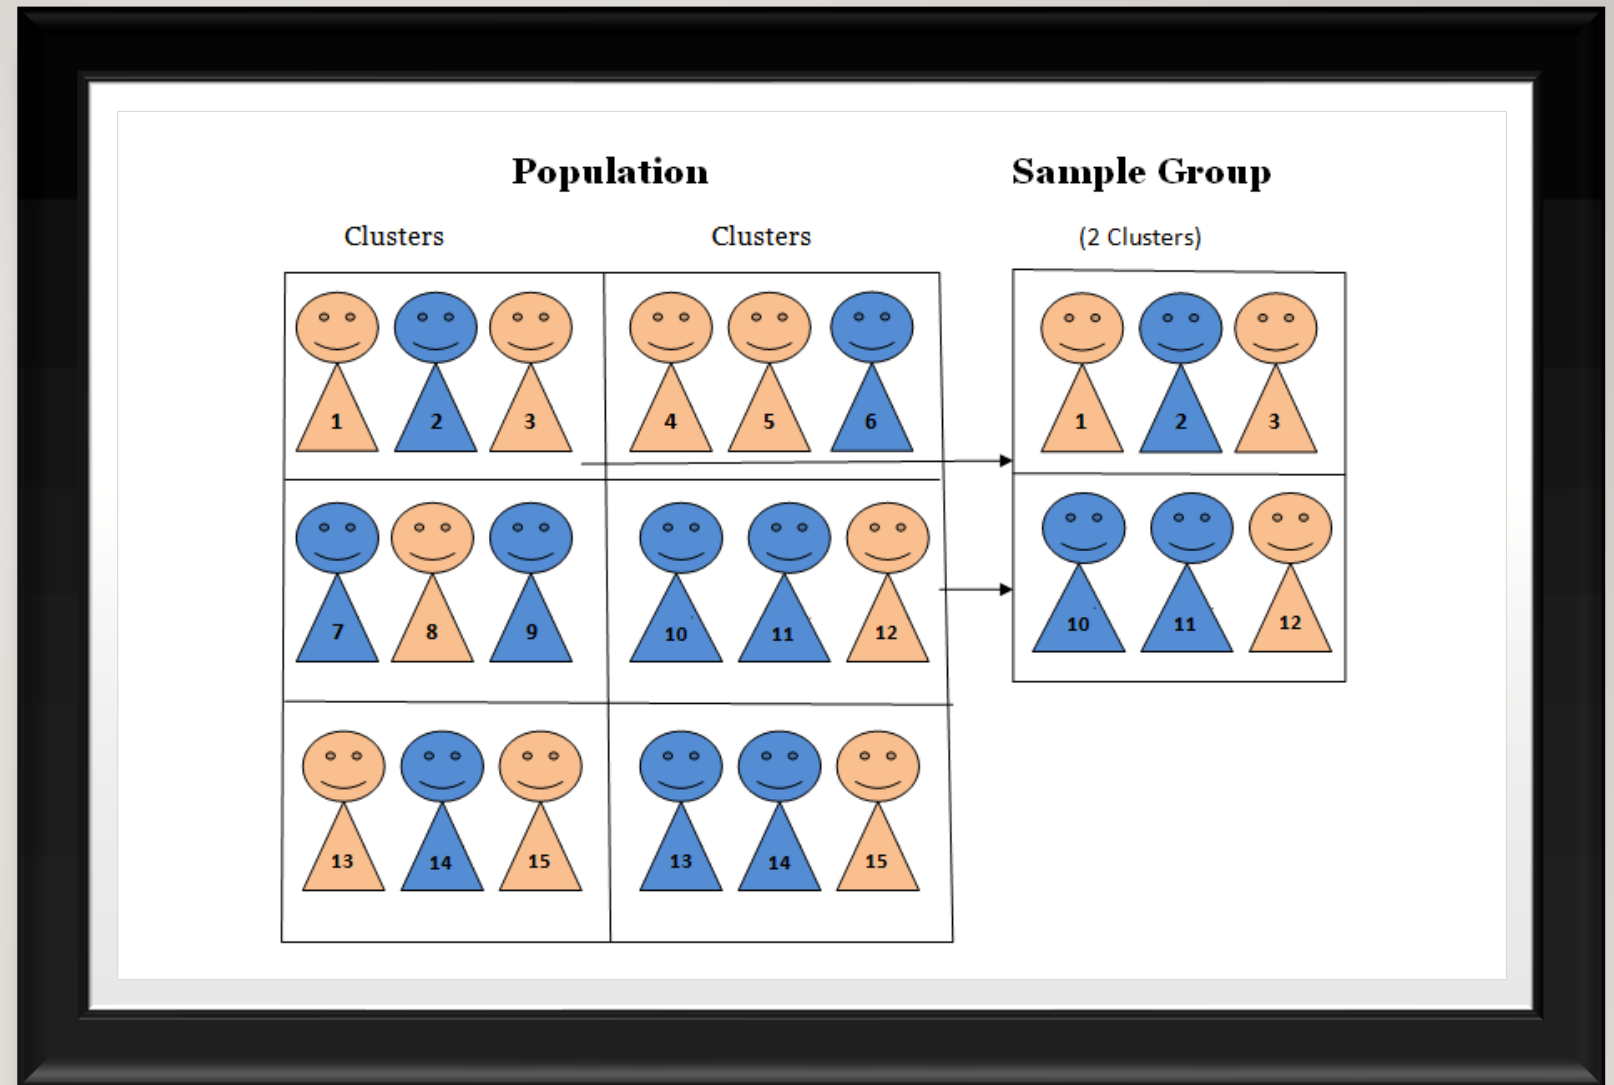 Population Sample Group
Clusters Clusters (2 Clusters)
1 2 3 4 5 6 1 2 3
7 8 9 10 11 12 10 11 12
13 14 15 13 14 15